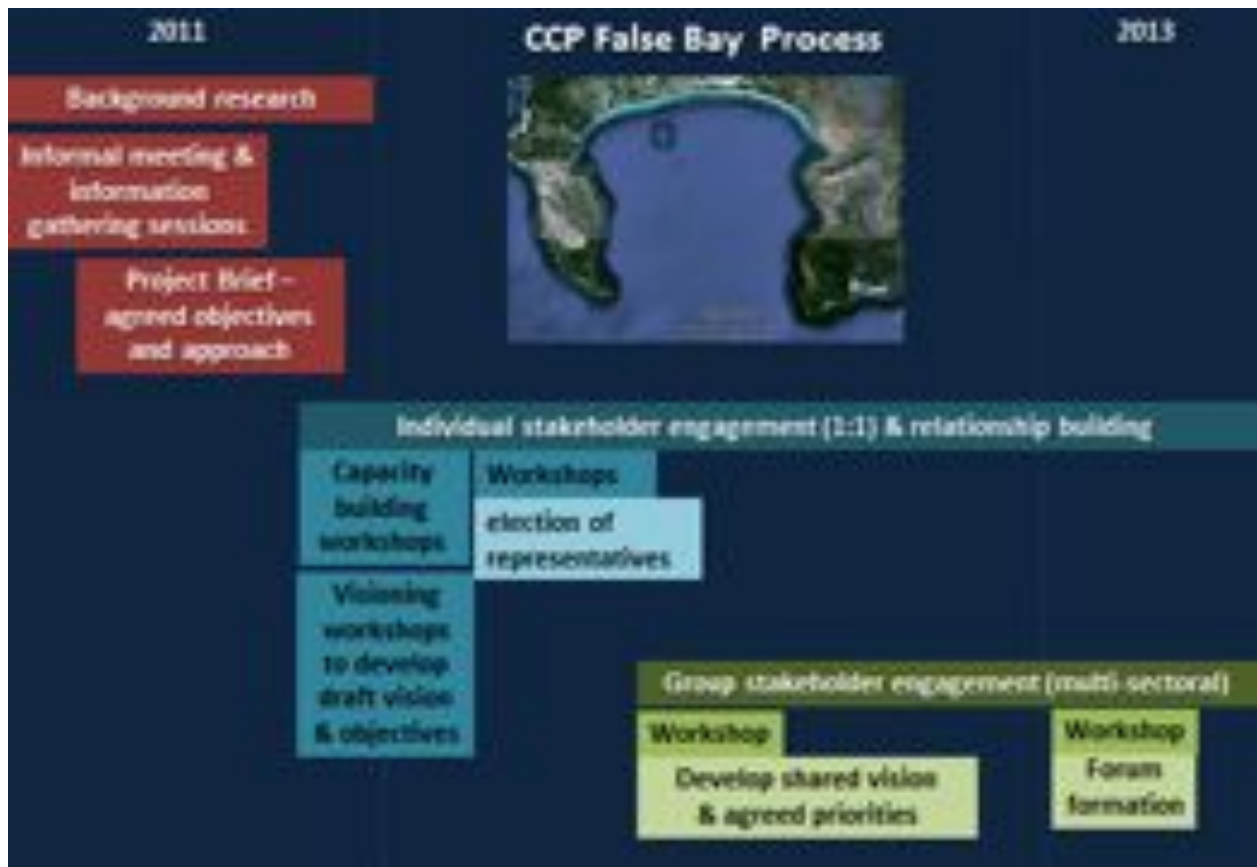 2011
CCP False Bay Process
2013
Background research
Informal meeting &
information
gathering sessions
Project Brief –
agreed objectives
and approach
Individual stakeholder engagement (1:1) & relationship building
Capacity
building
workshops
Workshops
election of
representatives
Visioning
workshops
to develop
draft vision
& objectives
Group stakeholder engagement (multi-sectoral)
Workshop
Develop shared vision
& agreed priorities
Workshop
Forum
formation